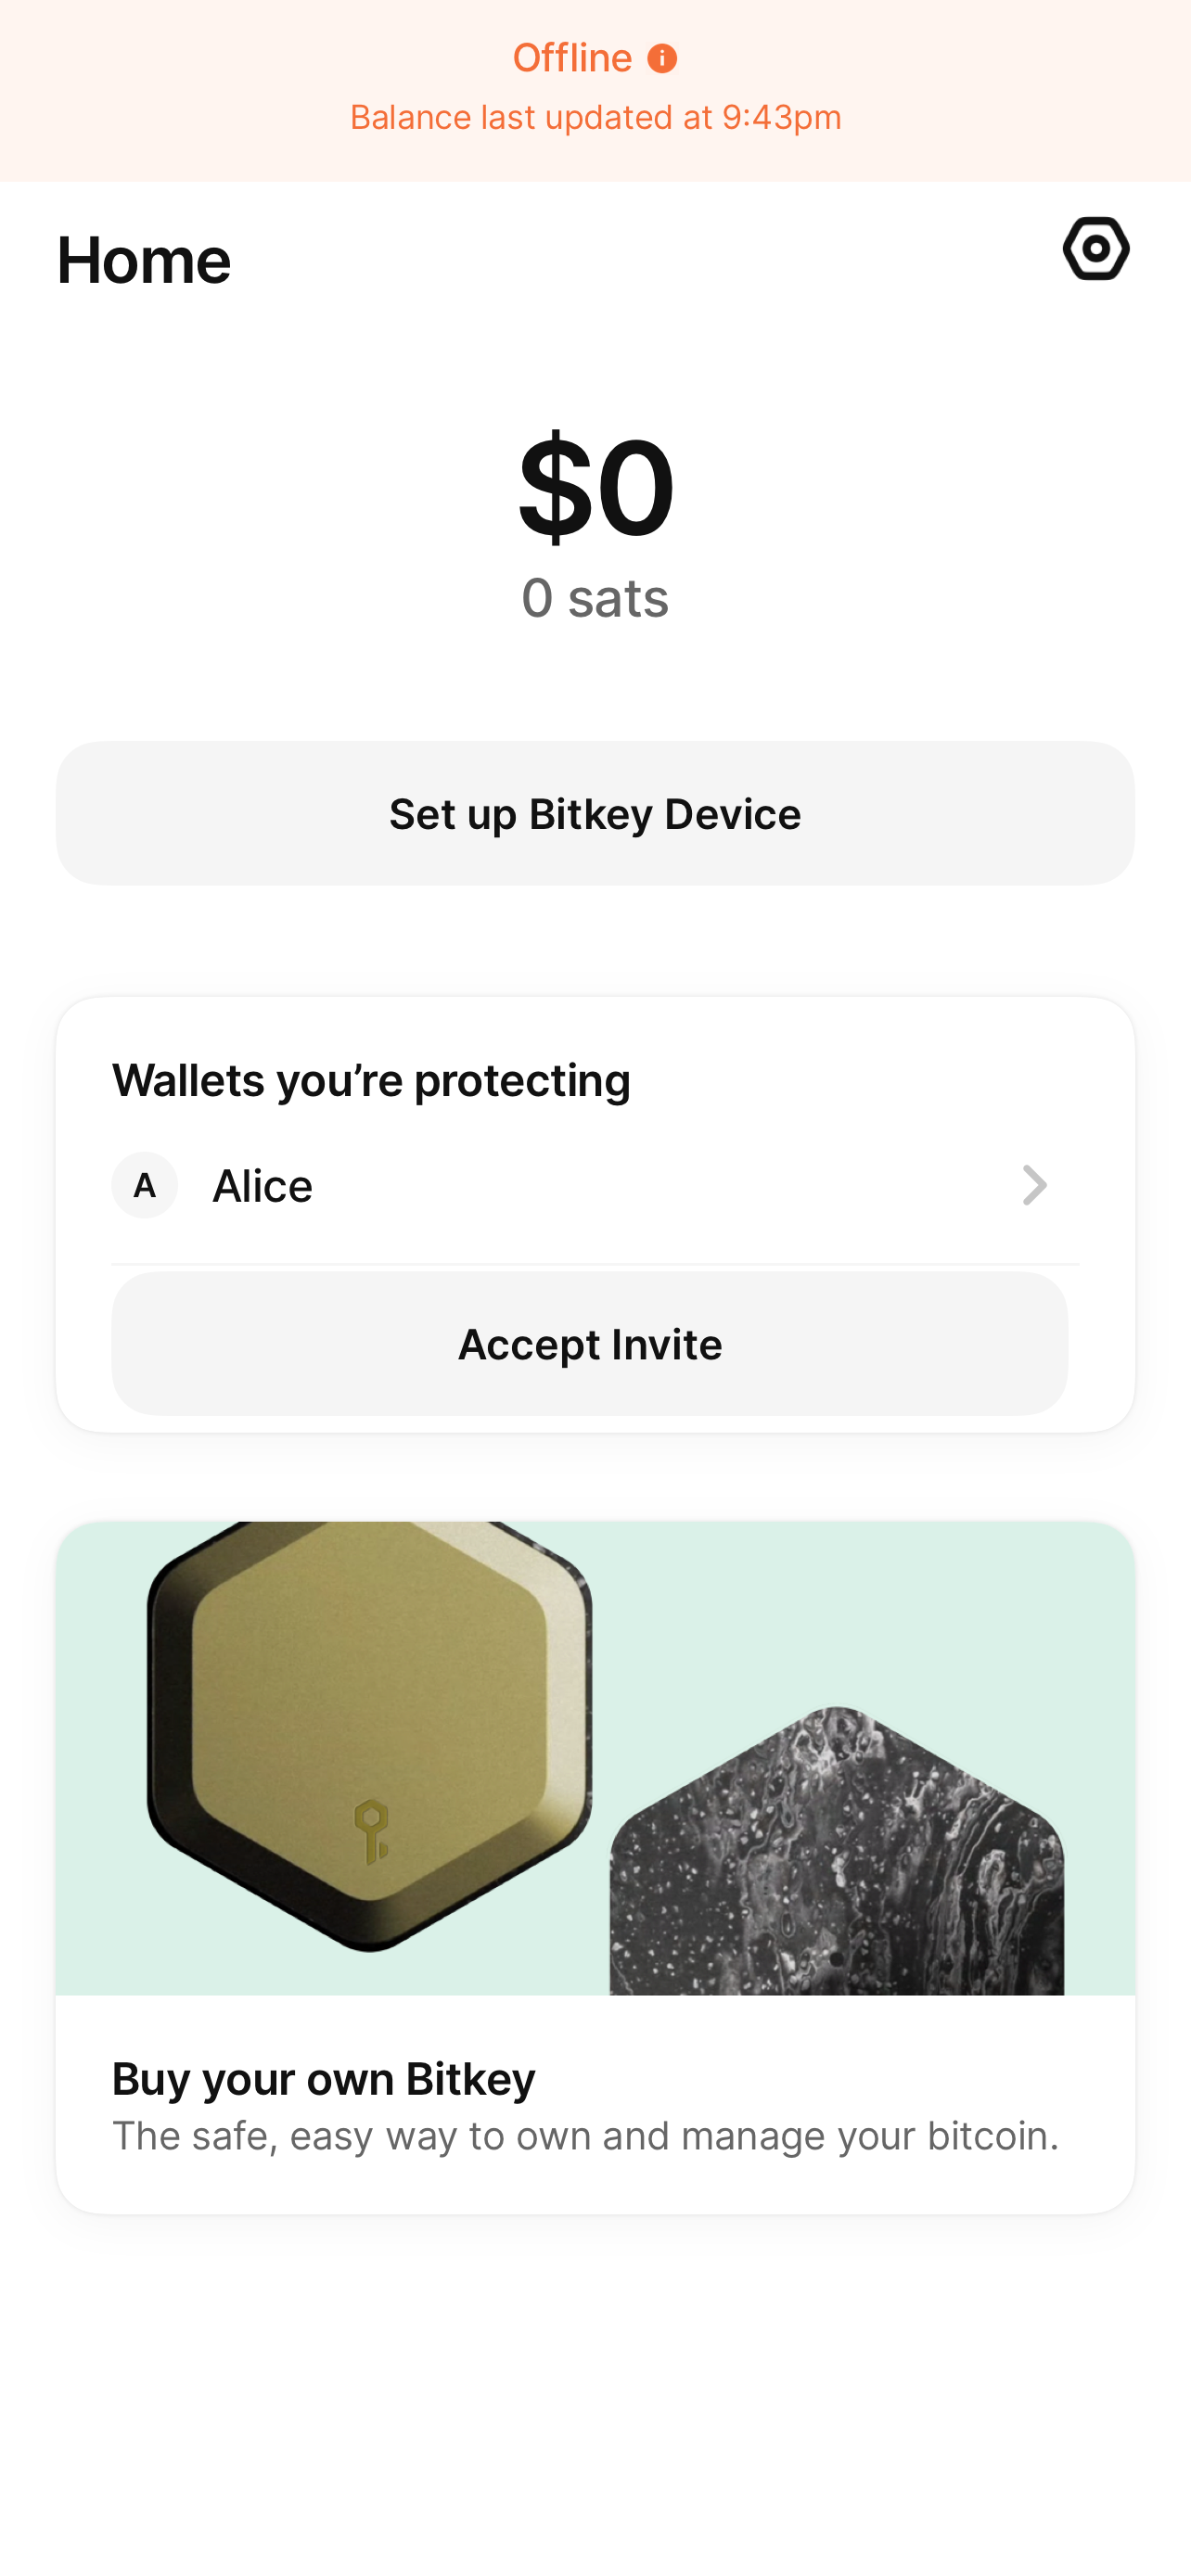 Offline
Balance last updated at 9:43pm
Home
$0
0 sats
Set up Bitkey Device
Wallets you’re protecting
A Alice
Accept Invite
Buy your own Bitkey
The safe, easy way to own and manage your bitcoin.